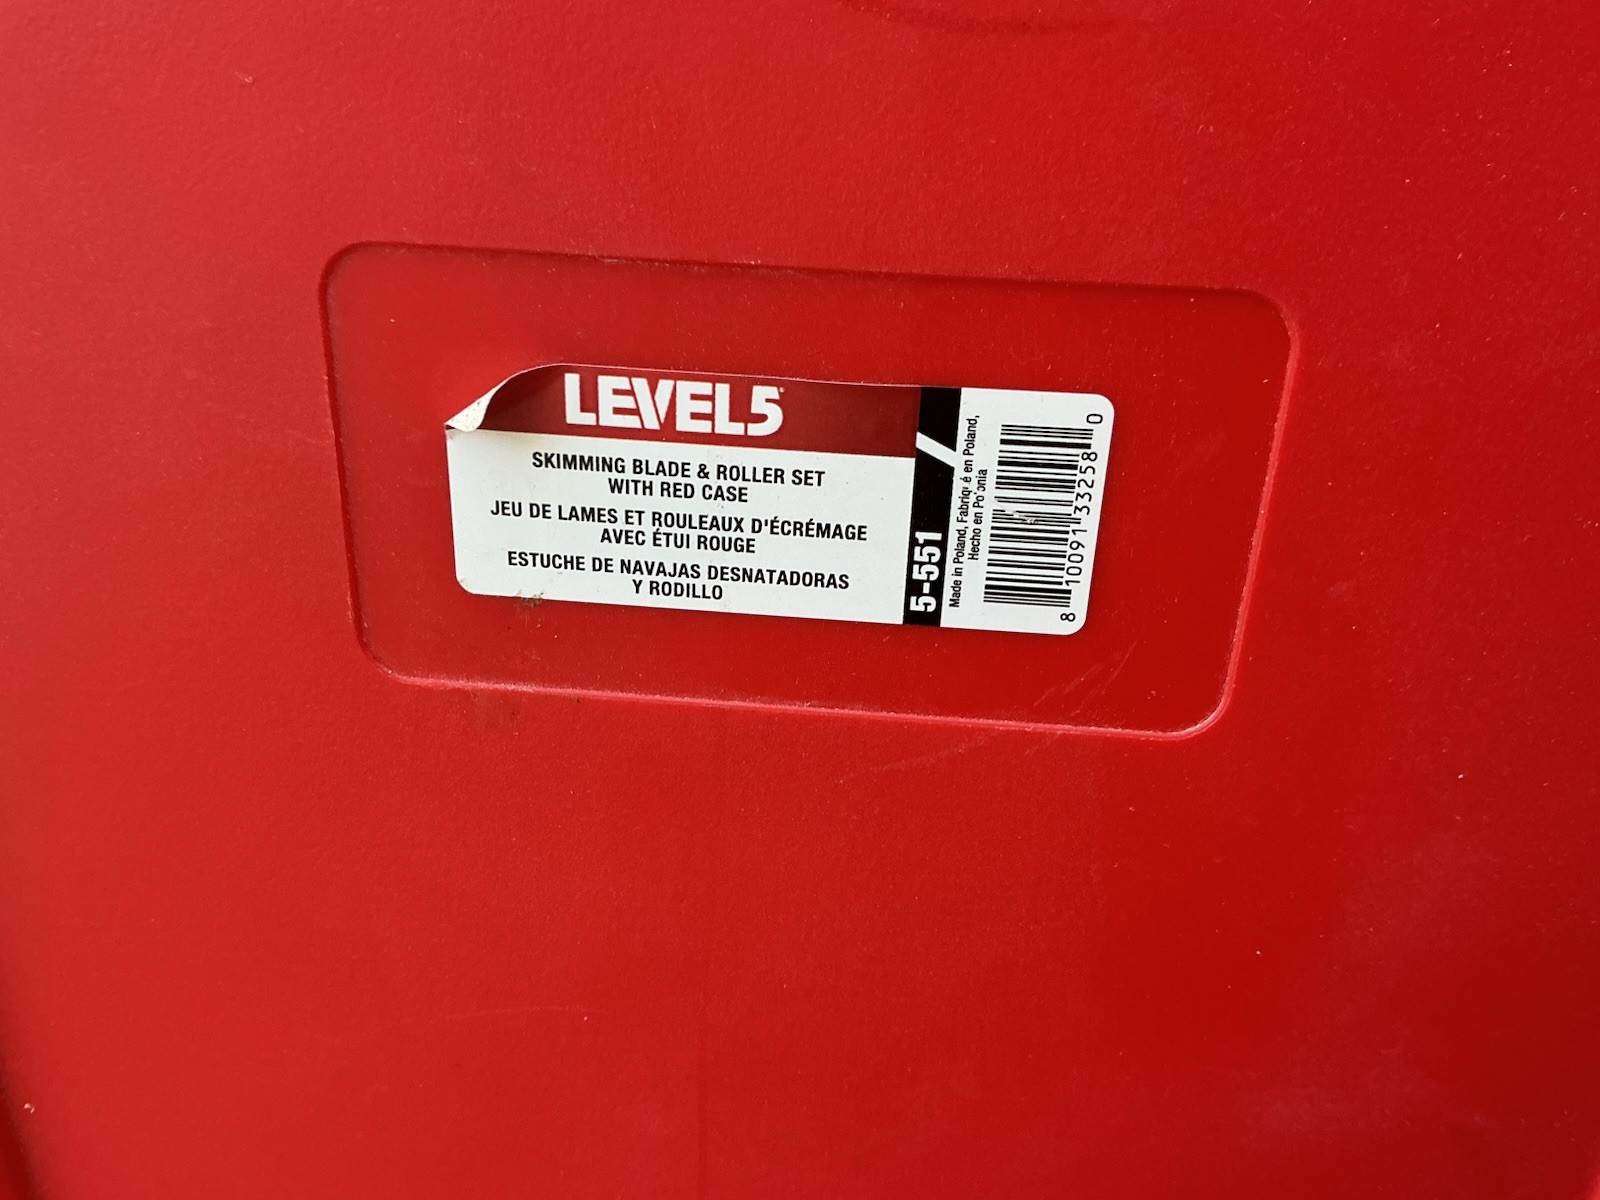 LEVEL5
SKIMMING BLADE & ROLLER SET
WITH RED CASE
JEU DE LAMES ET ROULEAUX D'ÉCRÉMAGE
AVEC ÉTUI ROUGE
ESTUCHE DE NAVAJAS DESNATADORAS
Y RODILLO
5-551
Made in Poland, Fabriqué en Poland,
Hecho en Polonia
8 10091 33258 0